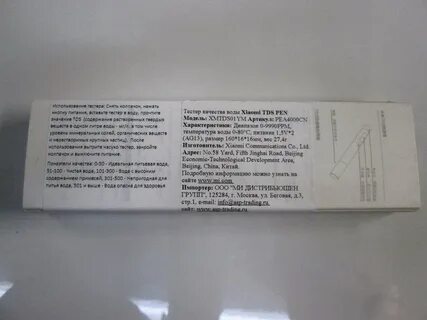 Использование тестера: Снять колпачок, нажать
кнопку питания, вставьте тестер в воду, прочтите
значение TDS (содержание растворенных твердых
веществ в одном литре воды - мг/л, в том числе
уровень минеральных солей, органических веществ
и нерастворимых крупных частиц). После
использования вытрите насухо тестер, закройте
колпачок и выключите питание.
Показатели качества: 0-50 - Идеальная питьевая вода,
51-100 - Чистая вода, 101-300 - Вода с высоким
содержанием примесей, 301-500 - Непригодная для
питья вода, 501 и выше - Вода опасна для здоровья
Тестер качества воды Xiaomi TDS PEN
Модель: XMTDS01YM Артикул: PEA4000CN
Характеристики: Диапазон 0-9990PPM,
температура воды 0-80°C, питание 1,5V*2
(AG13), размер 160*16*16мм, вес 27,4г
Изготовитель: Xiaomi Communications Co., Ltd.
Адрес: No.58 Yard, Fifth Jinghai Road, Beijing
Economic-Technological Development Area,
Beijing, China, Китай.
Подробную информацию можно узнать на
сайте www.mi.com
Импортер: ООО "МИ ДИСТРИБЬЮШЕН
ГРУПП", 125284, г. Москва, ул. Беговая, д.3,
стр.1, e-mail: info@asp-trading.ru, сайт:
asp-trading.ru